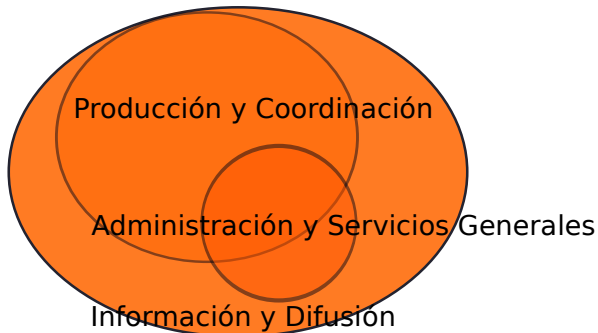 Producción y Coordinación
Administración y Servicios Generales
Información y Difusión